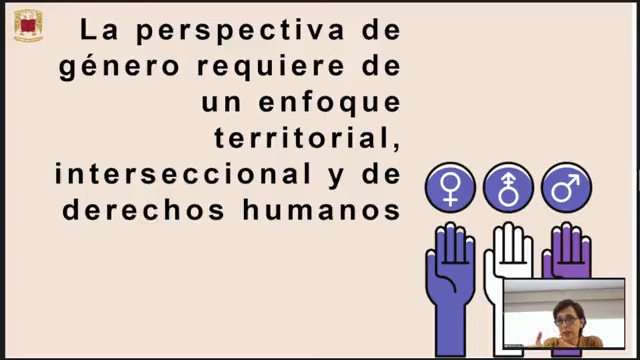 La perspectiva de
género requiere de
un enfoque
territorial,
interseccional y de
derechos humanos